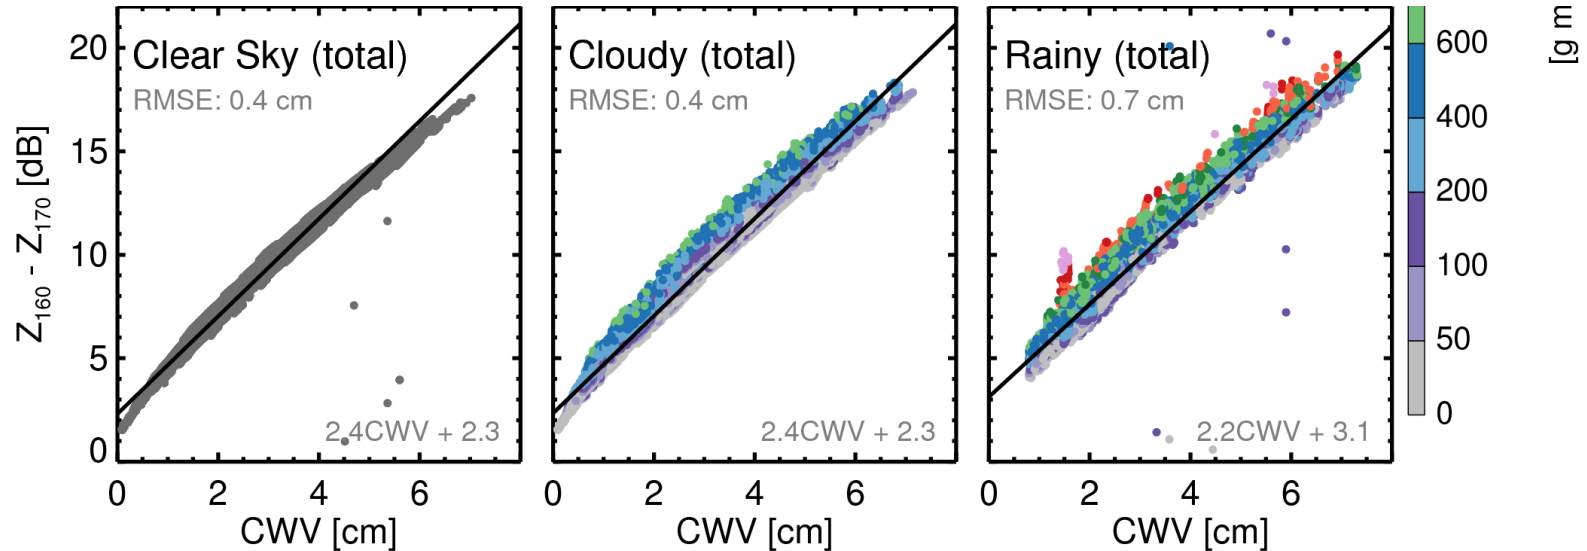 Clear Sky (total)
RMSE: 0.4 cm
2.4CWV + 2.3
Cloudy (total)
RMSE: 0.4 cm
2.4CWV + 2.3
Rainy (total)
RMSE: 0.7 cm
2.2CWV + 3.1
Z160 - Z170 [dB]
20
15
10
5
0
0 2 4 6
CWV [cm]
0 2 4 6
CWV [cm]
0 2 4 6
CWV [cm]
600
400
200
100
50
0
[g m